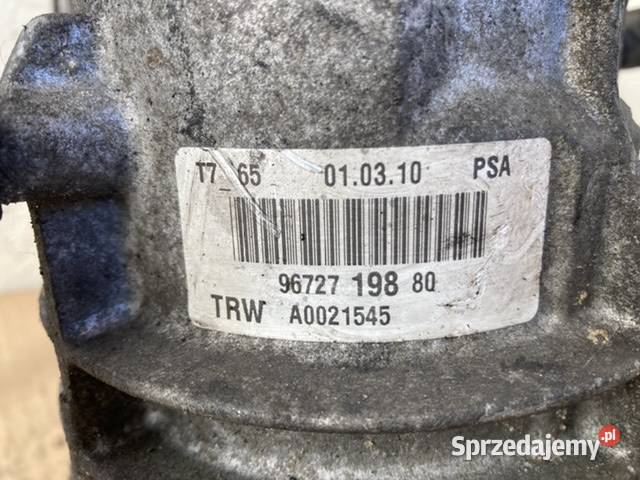 T7_65 01.03.10 PSA
96727 198 80
TRW A0021545
Sprzedajemy.pl